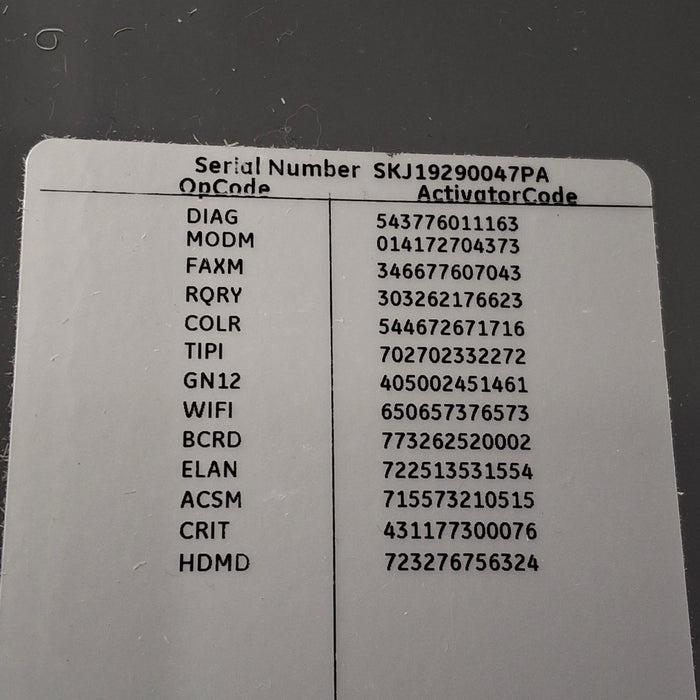 Serial Number SKJ19290047PA
OpCode ActivatorCode
DIAG 543776011163
MODM 014172704373
FAXM 346677607043
RQRY 303262176623
COLR 544672671716
TIPI 702702332272
GN12 405002451461
WIFI 650657376573
BCRD 773262520002
ELAN 722513531554
ACSM 715573210515
CRIT 431177300076
HDMD 723276756324